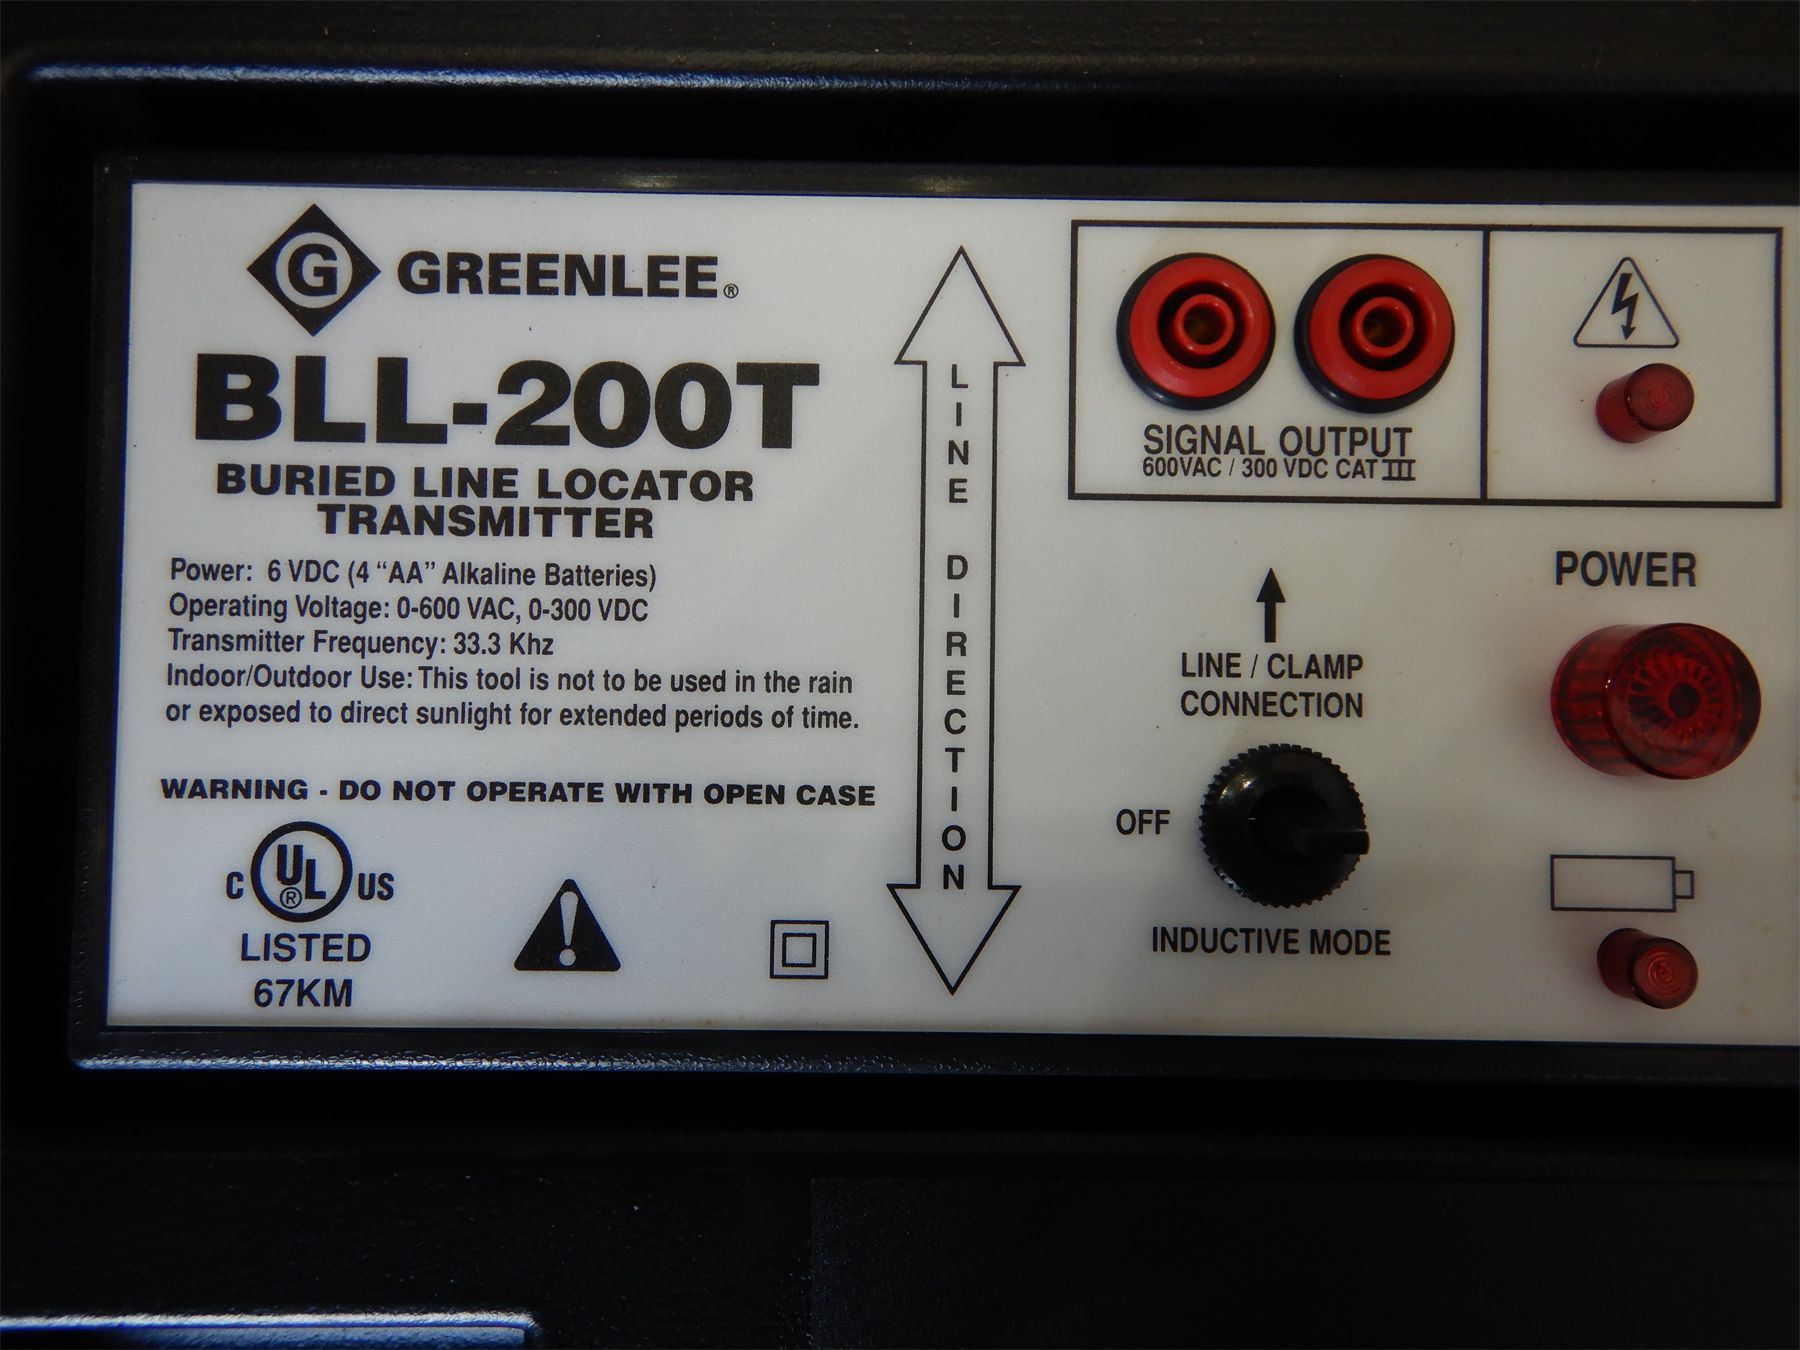 G GREENLEE®
BLL-200T
BURIED LINE LOCATOR
TRANSMITTER
Power: 6 VDC (4 “AA” Alkaline Batteries)
Operating Voltage: 0-600 VAC, 0-300 VDC
Transmitter Frequency: 33.3 Khz
Indoor/Outdoor Use: This tool is not to be used in the rain
or exposed to direct sunlight for extended periods of time.
WARNING - DO NOT OPERATE WITH OPEN CASE
C UL® US
LISTED
67KM
LINE DIRECTION
SIGNAL OUTPUT
600VAC / 300 VDC CAT III
LINE / CLAMP
CONNECTION
OFF
INDUCTIVE MODE
POWER